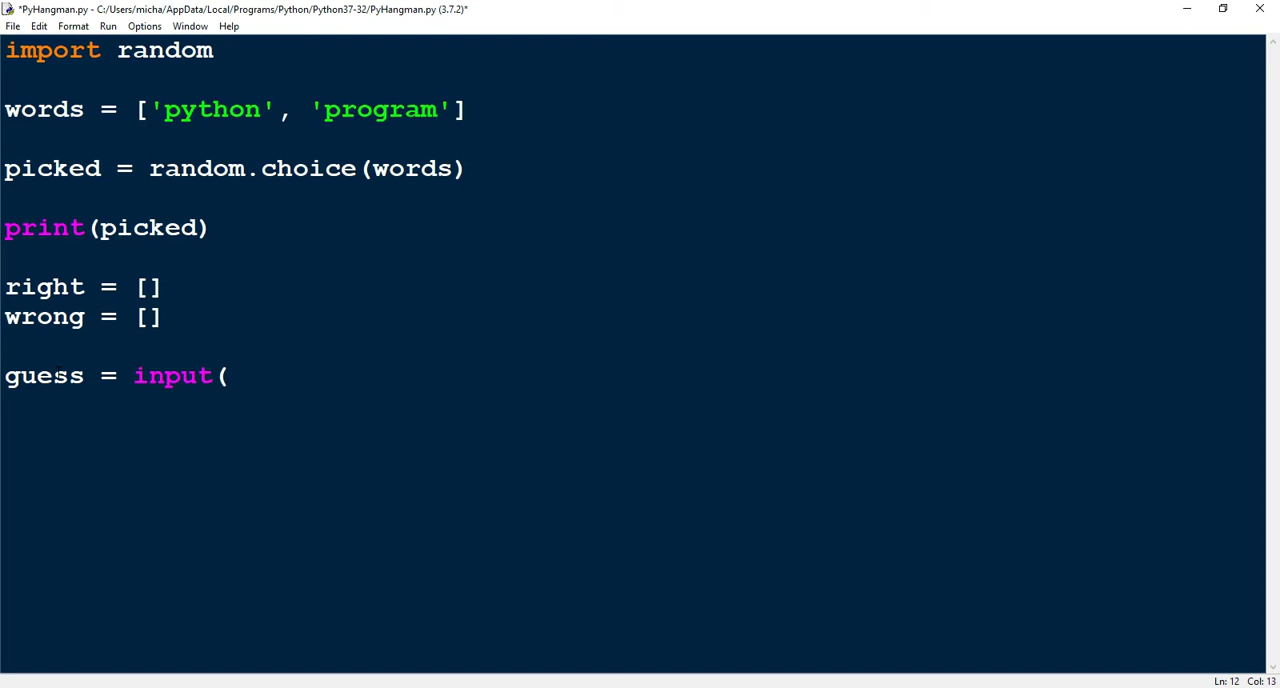 *PyHangman.py - C:/Users/micha/AppData/Local/Programs/Python/Python37-32/PyHangman.py (3.7.2)*
File Edit Format Run Options Window Help
import random
words = ['python', 'program']
picked = random.choice(words)
print(picked)
right = []
wrong = []
guess = input(
Ln: 12 Col: 13